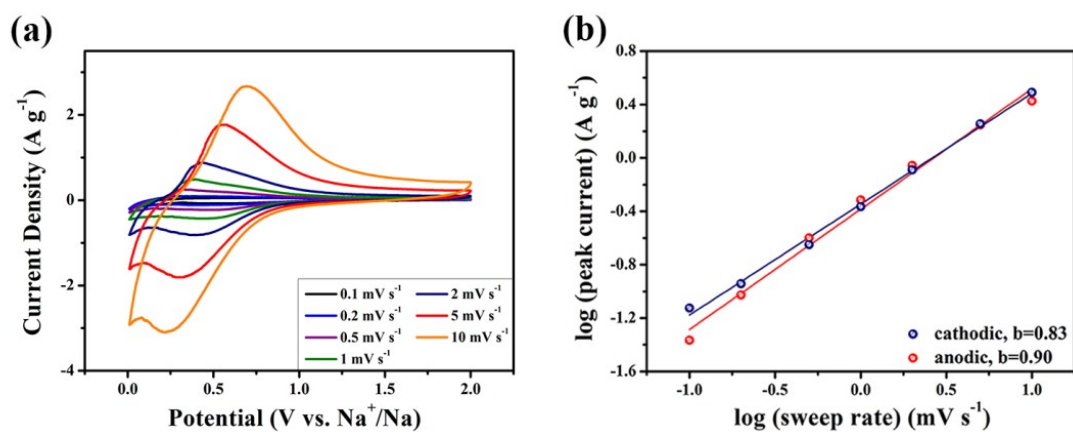 (a)
Current Density (A g⁻¹)
2
0
-2
-4
0.0 0.5 1.0 1.5 2.0
Potential (V vs. Na⁺/Na)
0.1 mV s⁻¹ 2 mV s⁻¹
0.2 mV s⁻¹ 5 mV s⁻¹
0.5 mV s⁻¹ 10 mV s⁻¹
1 mV s⁻¹
(b)
log (peak current) (A g⁻¹)
0.8
0.4
0.0
-0.4
-0.8
-1.2
-1.6
-1.0 -0.5 0.0 0.5 1.0
log (sweep rate) (mV s⁻¹)
cathodic, b=0.83
anodic, b=0.90